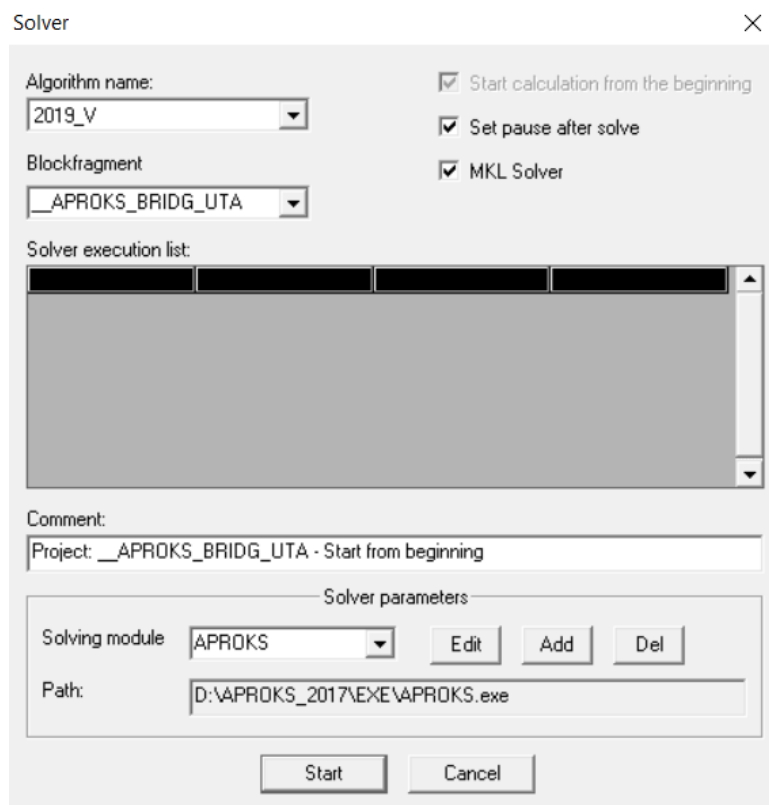 Solver
Algorithm name:
2019_V
Start calculation from the beginning
Set pause after solve
MKL Solver
Blockfragment
__APROKS_BRIDG_UTA
Solver execution list:
Comment:
Project: __APROKS_BRIDG_UTA - Start from beginning
Solver parameters
Solving module APROKS Edit Add Del
Path: D:\APROKS_2017\EXE\APROKS.exe
Start Cancel